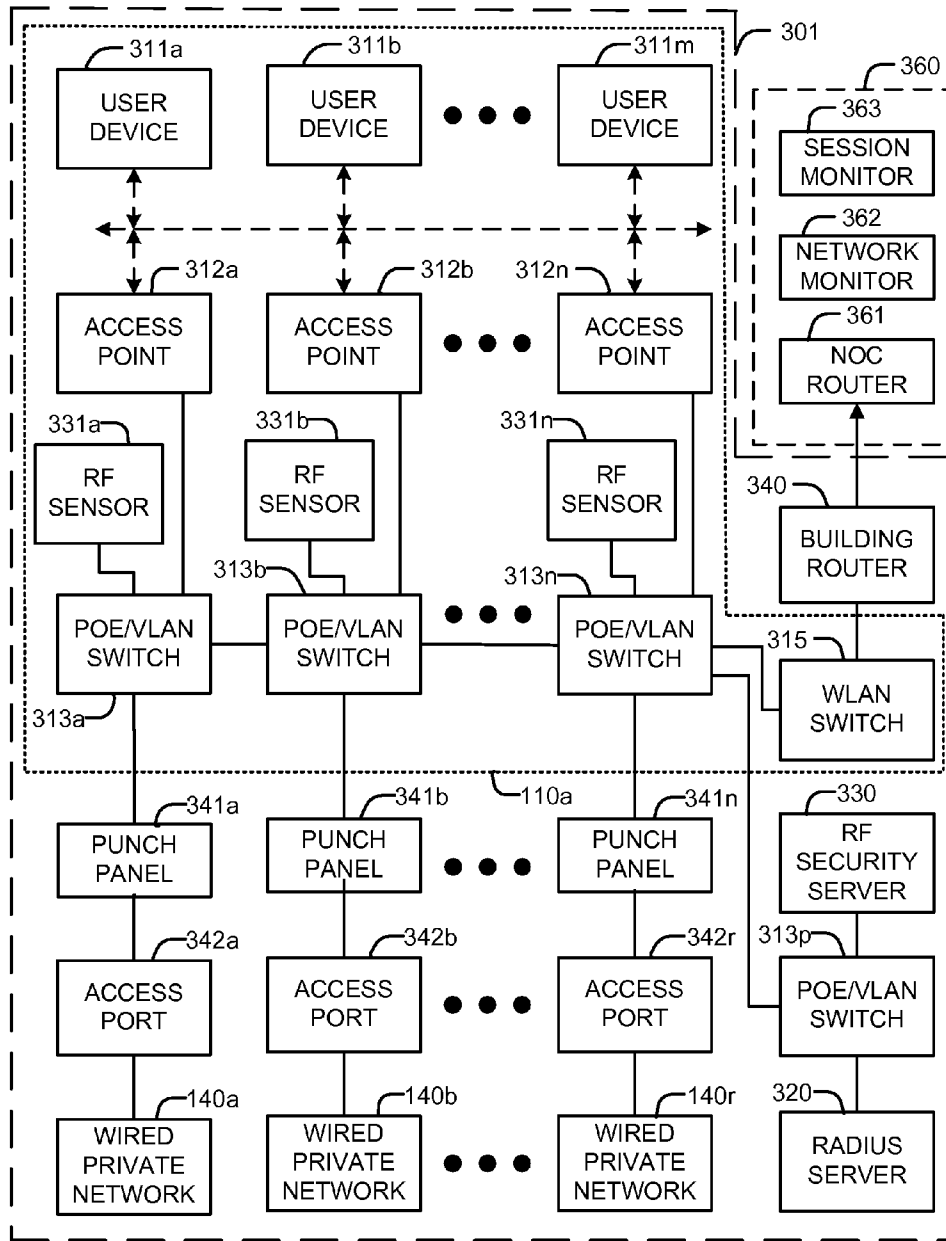 311a
311b
311m
301
360
USER
DEVICE
USER
DEVICE
USER
DEVICE
363
SESSION
MONITOR
362
NETWORK
MONITOR
312a
312b
312n
ACCESS
POINT
ACCESS
POINT
ACCESS
POINT
361
NOC
ROUTER
331a
331b
331n
RF
SENSOR
RF
SENSOR
RF
SENSOR
340
BUILDING
ROUTER
313b
313n
POE/VLAN
SWITCH
POE/VLAN
SWITCH
POE/VLAN
SWITCH
313a
315
WLAN
SWITCH
110a
341a
341b
341n
PUNCH
PANEL
PUNCH
PANEL
PUNCH
PANEL
330
RF
SECURITY
SERVER
342a
342b
342r
313p
ACCESS
PORT
ACCESS
PORT
ACCESS
PORT
POE/VLAN
SWITCH
140a
140b
140r
320
WIRED
PRIVATE
NETWORK
WIRED
PRIVATE
NETWORK
WIRED
PRIVATE
NETWORK
RADIUS
SERVER